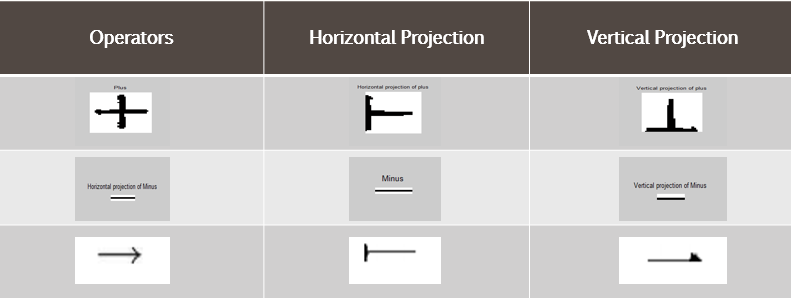 Operators
Horizontal Projection
Vertical Projection
Plus
Horizontal projection of plus
Vertical projection of plus
Horizontal projection of Minus
Minus
Vertical projection of Minus